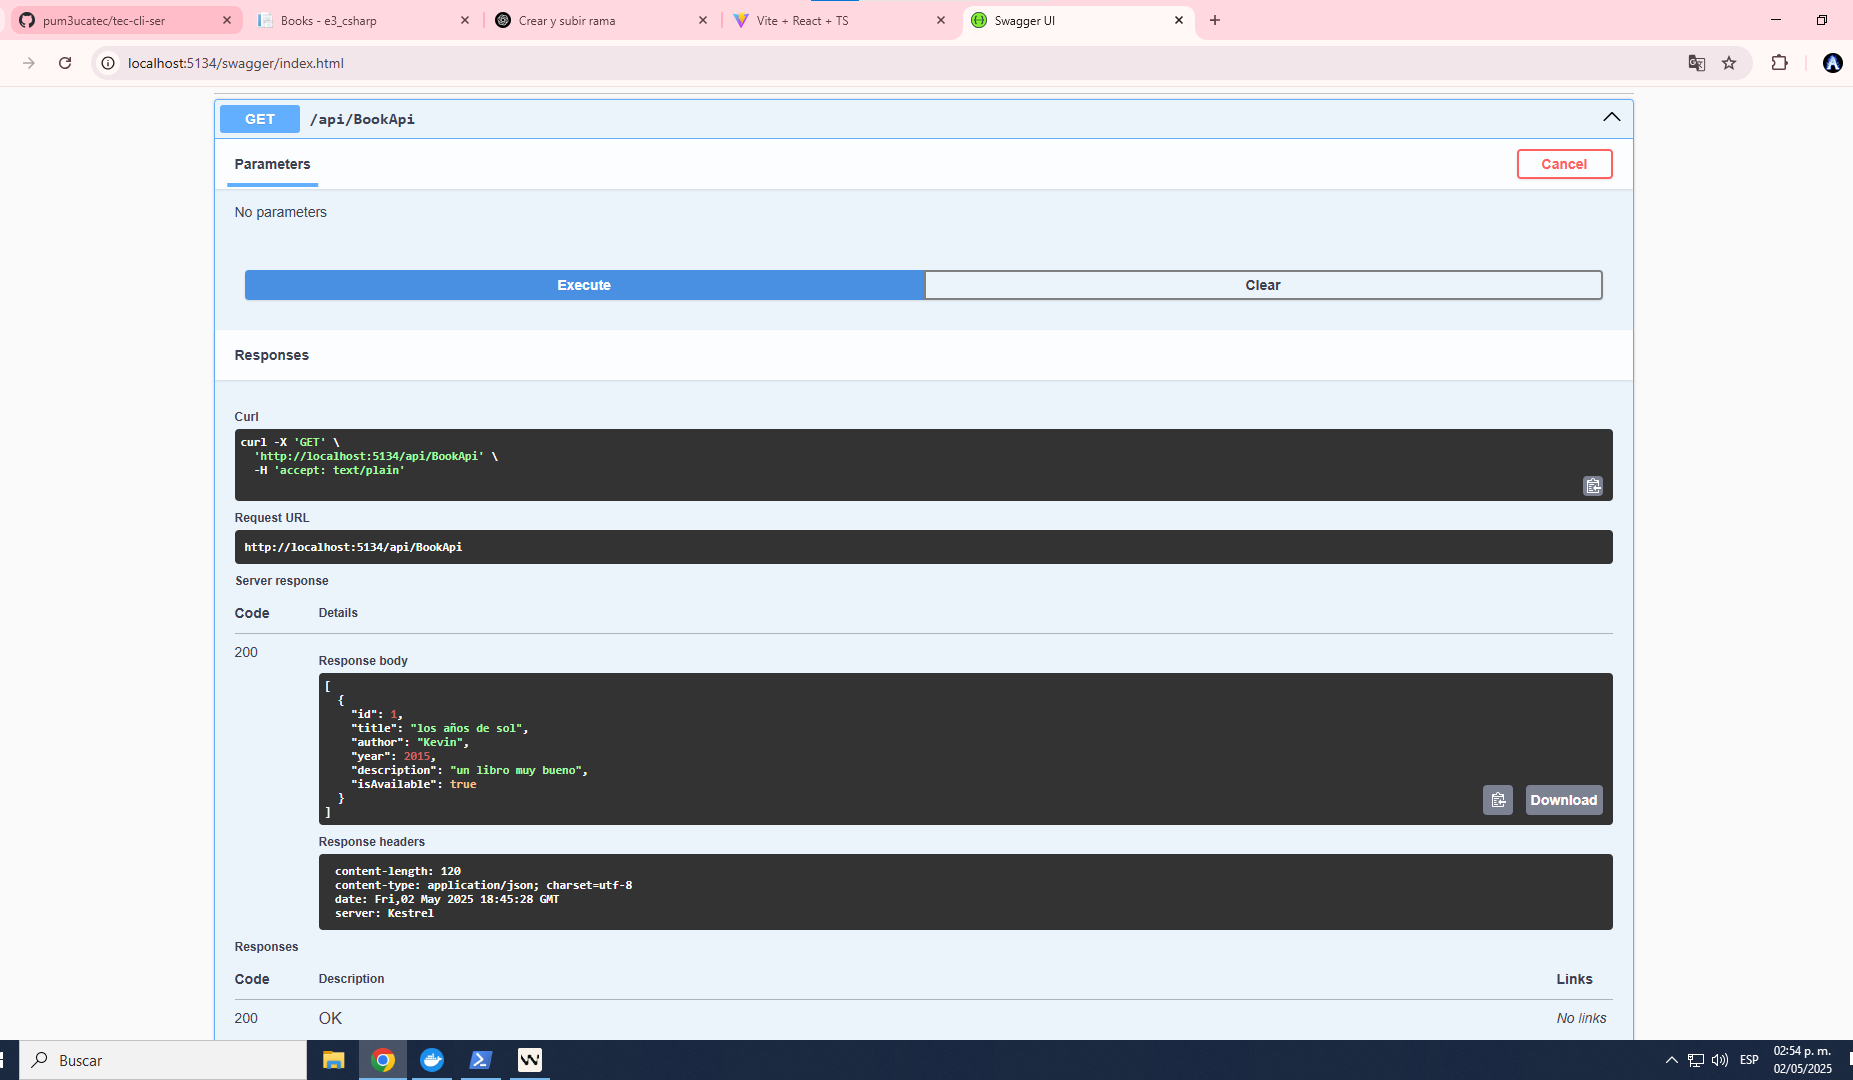 pum3ucatec/tec-cli-ser
Books - e3_csharp
Crear y subir rama
Vite + React + TS
Swagger UI
localhost:5134/swagger/index.html
GET /api/BookApi
Parameters
Cancel
No parameters
Execute
Clear
Responses
Curl
curl -X 'GET' \
'http://localhost:5134/api/BookApi' \
-H 'accept: text/plain'
Request URL
http://localhost:5134/api/BookApi
Server response
Code Details
200
Response body
[
{
"id": 1,
"title": "los años de sol",
"author": "Kevin",
"year": 2015,
"description": "un libro muy bueno",
"isAvailable": true
}
]
Download
Response headers
content-length: 120
content-type: application/json; charset=utf-8
date: Fri,02 May 2025 18:45:28 GMT
server: Kestrel
Responses
Code Description Links
200 OK No links
Buscar
ESP
02:54 p. m.
02/05/2025